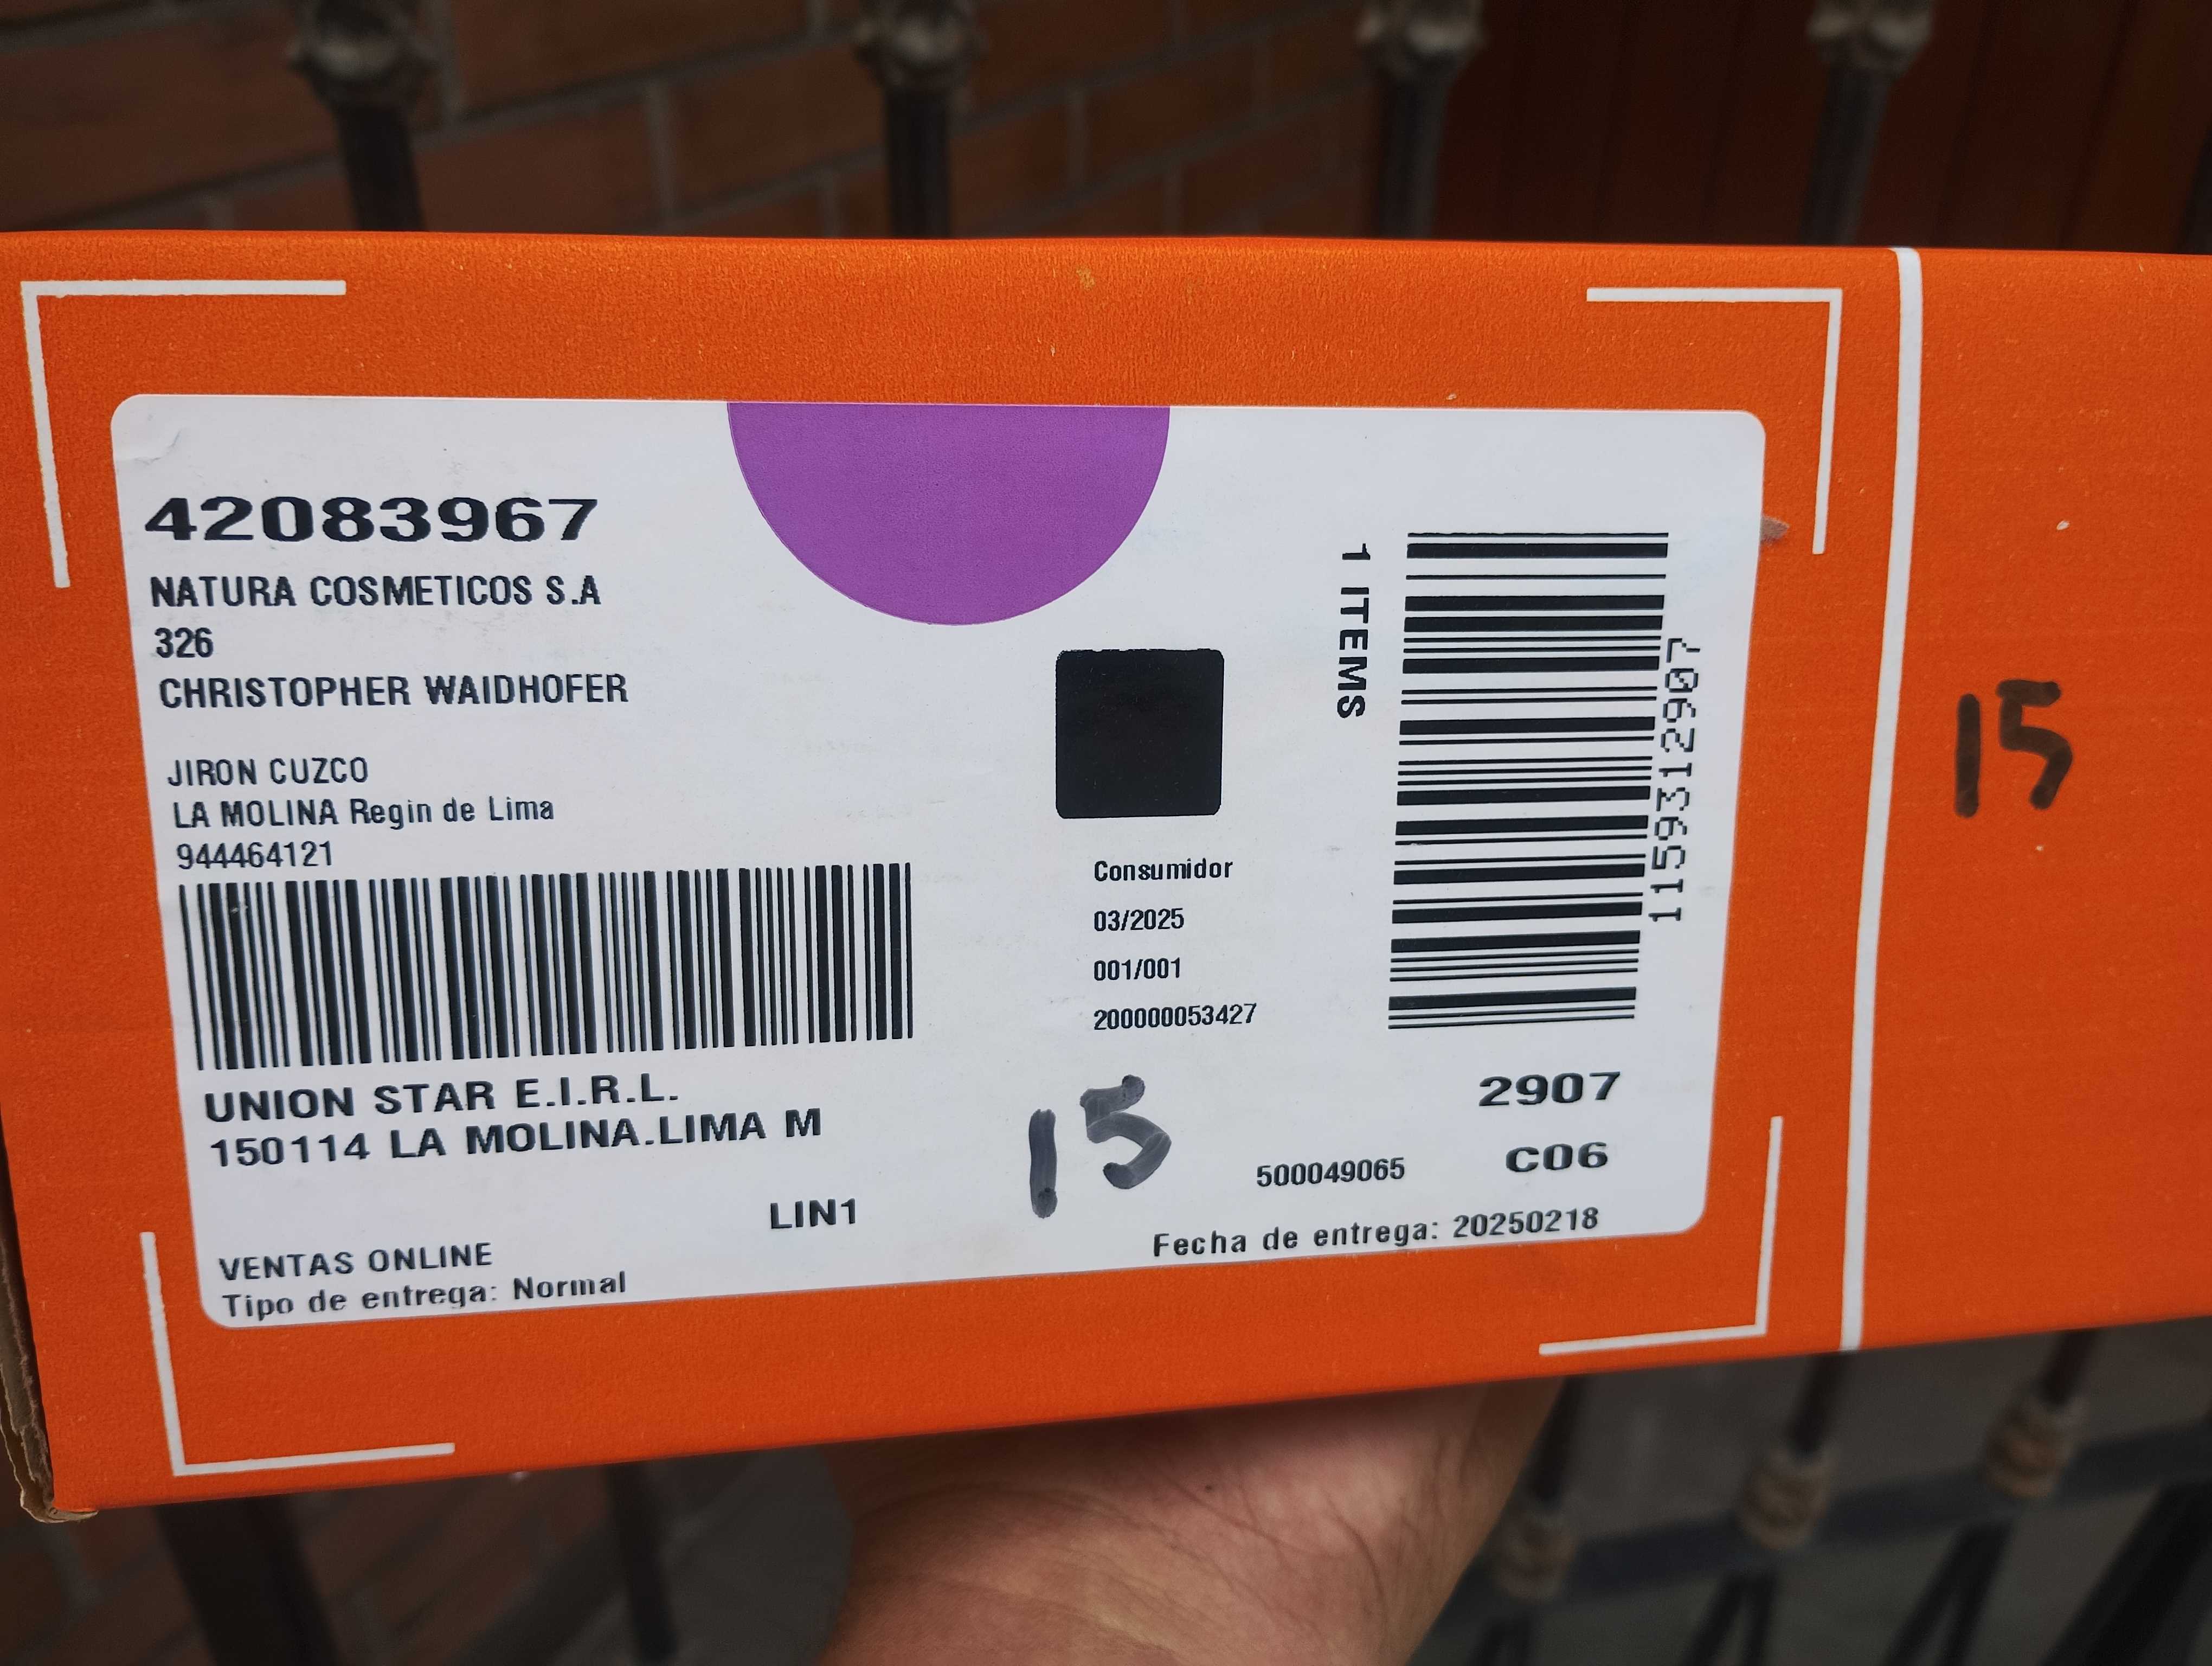 42083967
NATURA COSMETICOS S.A
326
CHRISTOPHER WAIDHOFER
JIRON CUZCO
LA MOLINA Regin de Lima
944464121
UNION STAR E.I.R.L.
150114 LA MOLINA.LIMA M
LIN1
VENTAS ONLINE
Tipo de entrega: Normal
1 ITEMS
11593312907
Consumidor
03/2025
001/001
200000053427
15
2907
500049065
C06
Fecha de entrega: 20250218
15